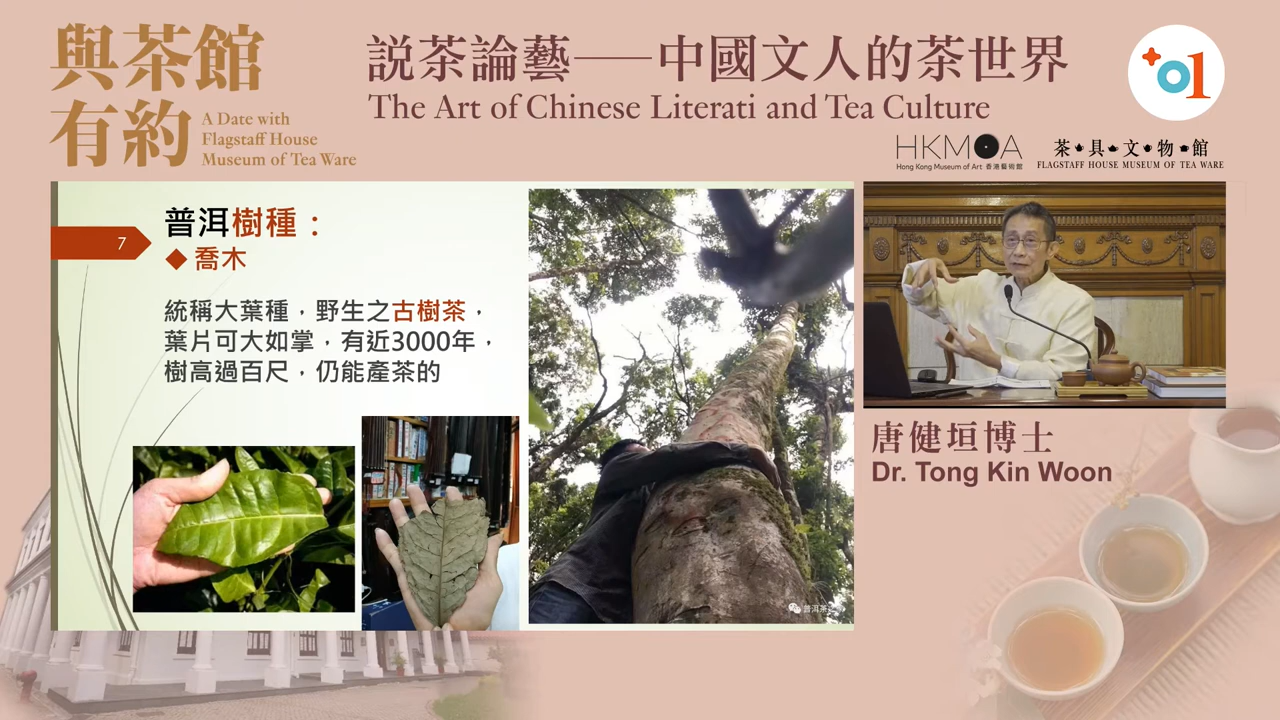 與茶館
有約
A Date with
Flagstaff House
Museum of Tea Ware
説茶論藝——中國文人的茶世界
The Art of Chinese Literati and Tea Culture
+01
HKMOA
Hong Kong Museum of Art 香港藝術館
茶具文物館
FLAGSTAFF HOUSE MUSEUM OF TEA WARE
7
普洱樹種：
◆ 喬木
統稱大葉種，野生之古樹茶，
葉片可大如掌，有近3000年，
樹高過百尺，仍能產茶的
唐健垣博士
Dr. Tong Kin Woon